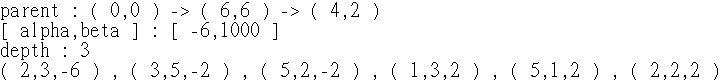 parent : ( 0,0 ) -> ( 6,6 ) -> ( 4,2 )
[ alpha,beta ] : [ -6,1000 ]
depth : 3
( 2,3,-6 ) , ( 3,5,-2 ) , ( 5,2,-2 ) , ( 1,3,2 ) , ( 5,1,2 ) , ( 2,2,2 )